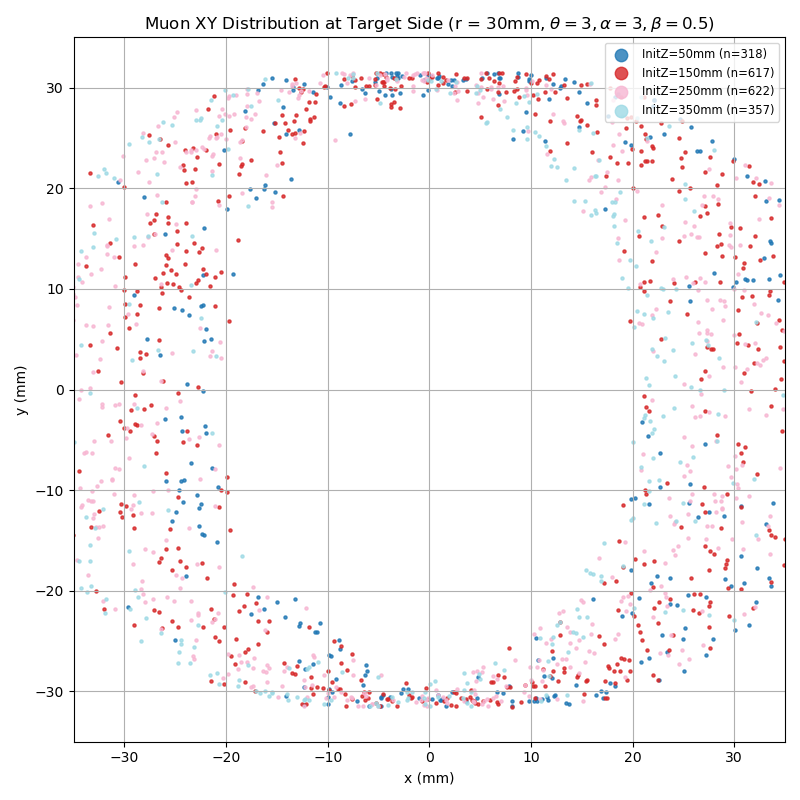 Muon XY Distribution at Target Side (r = 30mm, θ = 3, α = 3, β = 0.5)
InitZ=50mm (n=318)
InitZ=150mm (n=617)
InitZ=250mm (n=622)
InitZ=350mm (n=357)
30
20
10
0
−10
−20
−30
y (mm)
−30 −20 −10 0 10 20 30
x (mm)